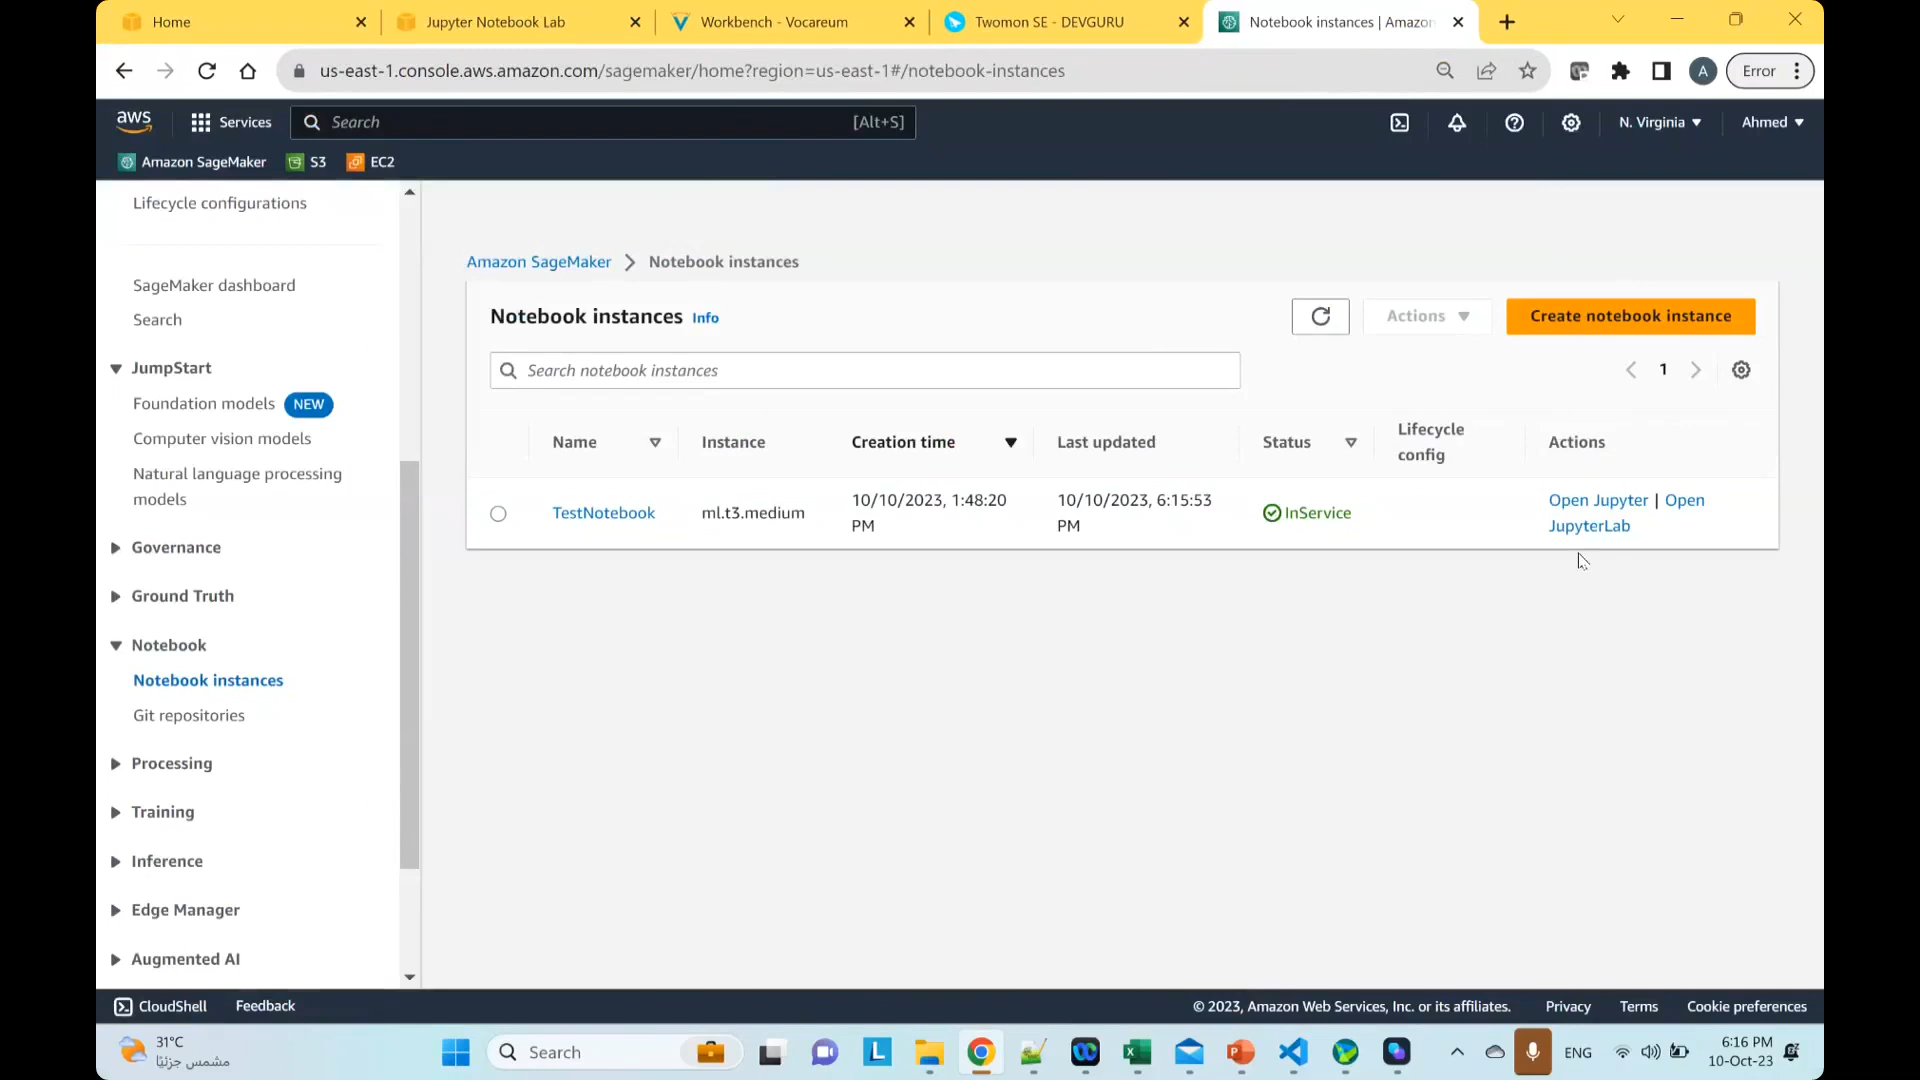 Home
Jupyter Notebook Lab
Workbench - Vocareum
Twomon SE - DEVGURU
Notebook instances | Amazon
us-east-1.console.aws.amazon.com/sagemaker/home?region=us-east-1#/notebook-instances
A
Error
aws
Services
Search
[Alt+S]
N. Virginia
Ahmed
Amazon SageMaker
S3
EC2
Lifecycle configurations
SageMaker dashboard
Search
JumpStart
Foundation models NEW
Computer vision models
Natural language processing
models
Governance
Ground Truth
Notebook
Notebook instances
Git repositories
Processing
Training
Inference
Edge Manager
Augmented AI
Amazon SageMaker
Notebook instances
Notebook instances Info
Actions
Create notebook instance
Search notebook instances
1
Name
Instance
Creation time
Last updated
Status
Lifecycle
config
Actions
TestNotebook
ml.t3.medium
10/10/2023, 1:48:20
PM
10/10/2023, 6:15:53
PM
InService
Open Jupyter | Open
JupyterLab
CloudShell
Feedback
© 2023, Amazon Web Services, Inc. or its affiliates.
Privacy
Terms
Cookie preferences
31°C
مشمس جزئيًا
Search
L
ENG
6:16 PM
10-Oct-23